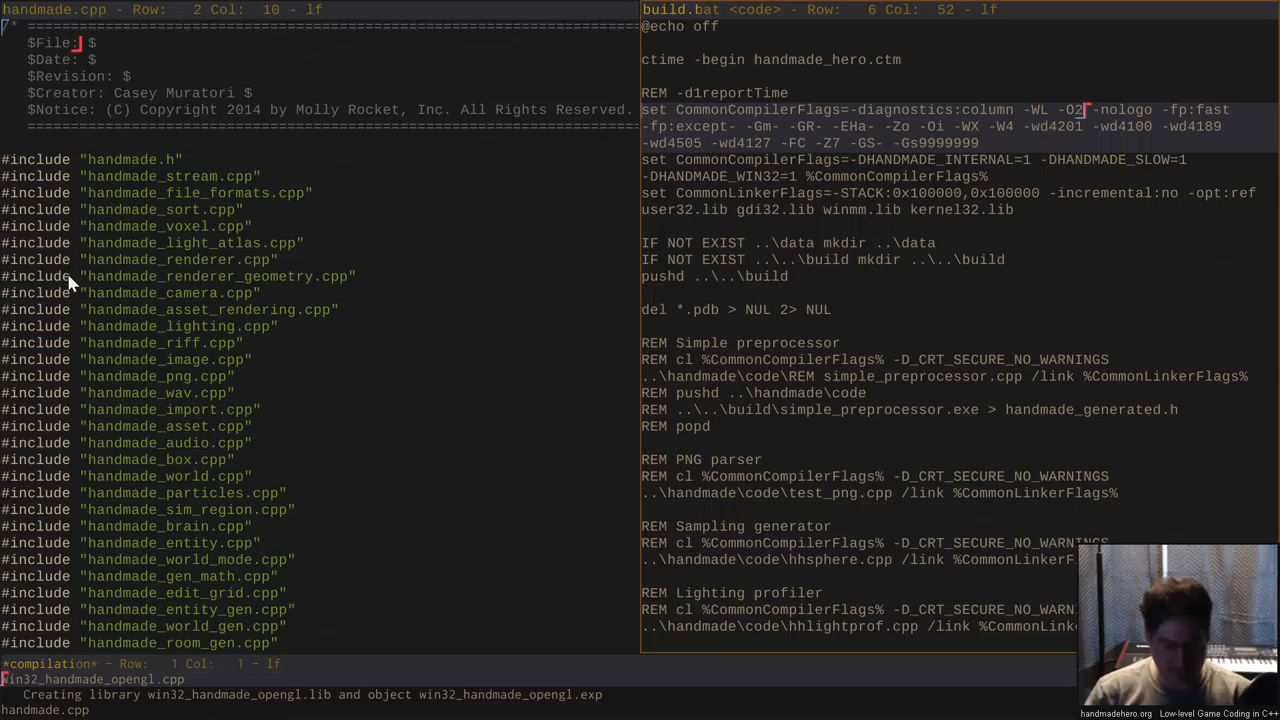 handmade.cpp - Row:   2 Col:  10 - lf
/* ========================================================================
   $File: $
   $Date: $
   $Revision: $
   $Creator: Casey Muratori $
   $Notice: (C) Copyright 2014 by Molly Rocket, Inc. All Rights Reserved.
   ========================================================================
#include "handmade.h"
#include "handmade_stream.cpp"
#include "handmade_file_formats.cpp"
#include "handmade_sort.cpp"
#include "handmade_voxel.cpp"
#include "handmade_light_atlas.cpp"
#include "handmade_renderer.cpp"
#include "handmade_renderer_geometry.cpp"
#include "handmade_camera.cpp"
#include "handmade_asset_rendering.cpp"
#include "handmade_lighting.cpp"
#include "handmade_riff.cpp"
#include "handmade_image.cpp"
#include "handmade_png.cpp"
#include "handmade_wav.cpp"
#include "handmade_import.cpp"
#include "handmade_asset.cpp"
#include "handmade_audio.cpp"
#include "handmade_box.cpp"
#include "handmade_world.cpp"
#include "handmade_particles.cpp"
#include "handmade_sim_region.cpp"
#include "handmade_brain.cpp"
#include "handmade_entity.cpp"
#include "handmade_world_mode.cpp"
#include "handmade_gen_math.cpp"
#include "handmade_edit_grid.cpp"
#include "handmade_entity_gen.cpp"
#include "handmade_world_gen.cpp"
#include "handmade_room_gen.cpp"
build.bat <code> - Row:   6 Col:  52 - lf
@echo off
ctime -begin handmade_hero.ctm
REM -d1reportTime
set CommonCompilerFlags=-diagnostics:column -WL -O2 -nologo -fp:fast
-fp:except- -Gm- -GR- -EHa- -Zo -Oi -WX -W4 -wd4201 -wd4100 -wd4189
-wd4505 -wd4127 -FC -Z7 -GS- -Gs9999999
set CommonCompilerFlags=-DHANDMADE_INTERNAL=1 -DHANDMADE_SLOW=1
-DHANDMADE_WIN32=1 %CommonCompilerFlags%
set CommonLinkerFlags=-STACK:0x100000,0x100000 -incremental:no -opt:ref
user32.lib gdi32.lib winmm.lib kernel32.lib
IF NOT EXIST ..\data mkdir ..\data
IF NOT EXIST ..\..\build mkdir ..\..\build
pushd ..\..\build
del *.pdb > NUL 2> NUL
REM Simple preprocessor
REM cl %CommonCompilerFlags% -D_CRT_SECURE_NO_WARNINGS
..\handmade\code\REM simple_preprocessor.cpp /link %CommonLinkerFlags%
REM pushd ..\handmade\code
REM ..\..\build\simple_preprocessor.exe > handmade_generated.h
REM popd
REM PNG parser
REM cl %CommonCompilerFlags% -D_CRT_SECURE_NO_WARNINGS
..\handmade\code\test_png.cpp /link %CommonLinkerFlags%
REM Sampling generator
REM cl %CommonCompilerFlags% -D_CRT_SECURE_NO_WARNINGS
..\handmade\code\hhsphere.cpp /link %CommonLinkerF
REM Lighting profiler
REM cl %CommonCompilerFlags% -D_CRT_SECURE_NO_WARN
..\handmade\code\hhlightprof.cpp /link %CommonLink
*compilation* - Row:   1 Col:   1 - lf
win32_handmade_opengl.cpp
   Creating library win32_handmade_opengl.lib and object win32_handmade_opengl.exp
handmade.cpp
handmadehero.org   Low-level Game Coding in C++